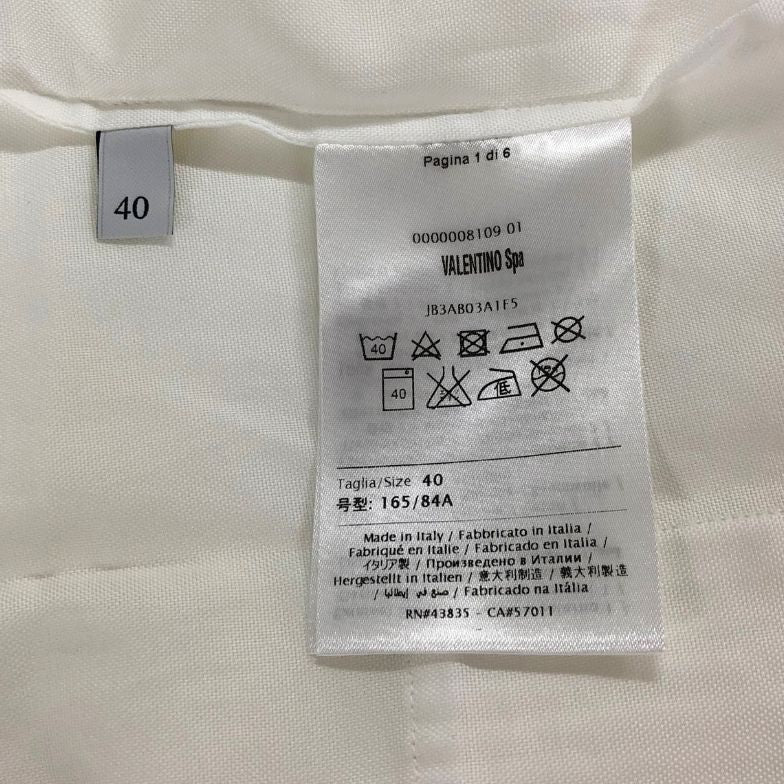 40
Pagina 1 di 6
0000008109 01
VALENTINO Spa
JB3AB03A1F5
40
40
低
Taglia/Size 40
号型: 165/84A
Made in Italy / Fabbricato in Italia /
Fabriqué en Italie / Fabricado en Italia /
イタリア製 / Произведено в Италии /
Hergestellt in Italien / 意大利制造 / 義大利製造
/ صنع في إيطاليا / Fabricado na Itália
RN#43835 - CA#57011